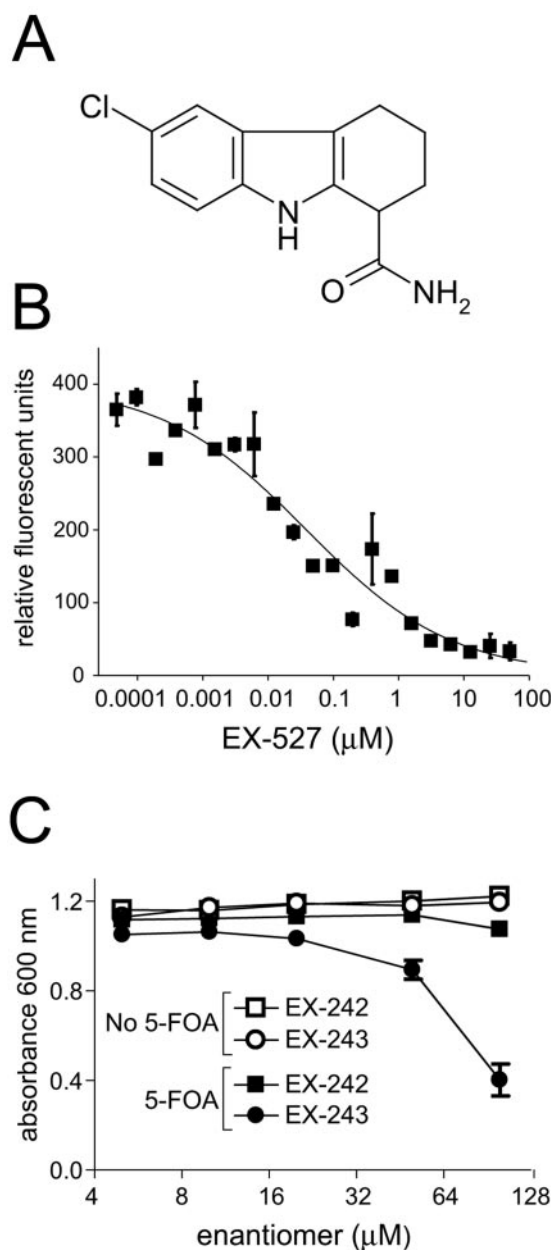 A
Cl
N
H
O
NH2
B
relative fluorescent units
400
300
200
100
0
0.0001 0.001 0.01 0.1 1 10 100
EX-527 (μM)
C
absorbance 600 nm
1.2
0.8
0.4
0.0
No 5-FOA
EX-242
EX-243
5-FOA
EX-242
EX-243
4 8 16 32 64 128
enantiomer (μM)